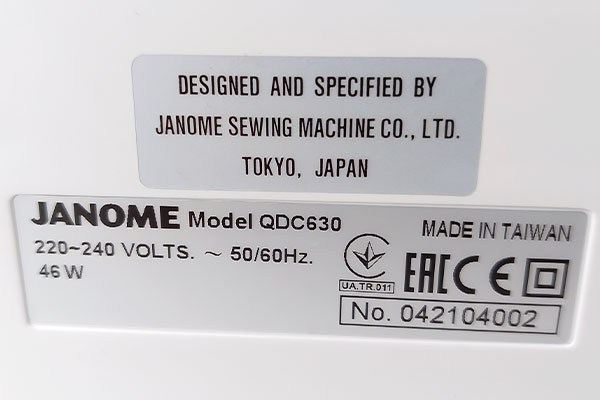 DESIGNED AND SPECIFIED BY
JANOME SEWING MACHINE CO., LTD.
TOKYO, JAPAN
JANOME Model QDC630
MADE IN TAIWAN
220~240 VOLTS. ~ 50/60Hz.
46 W
UA.TR.011
EAC CE
No. 042104002